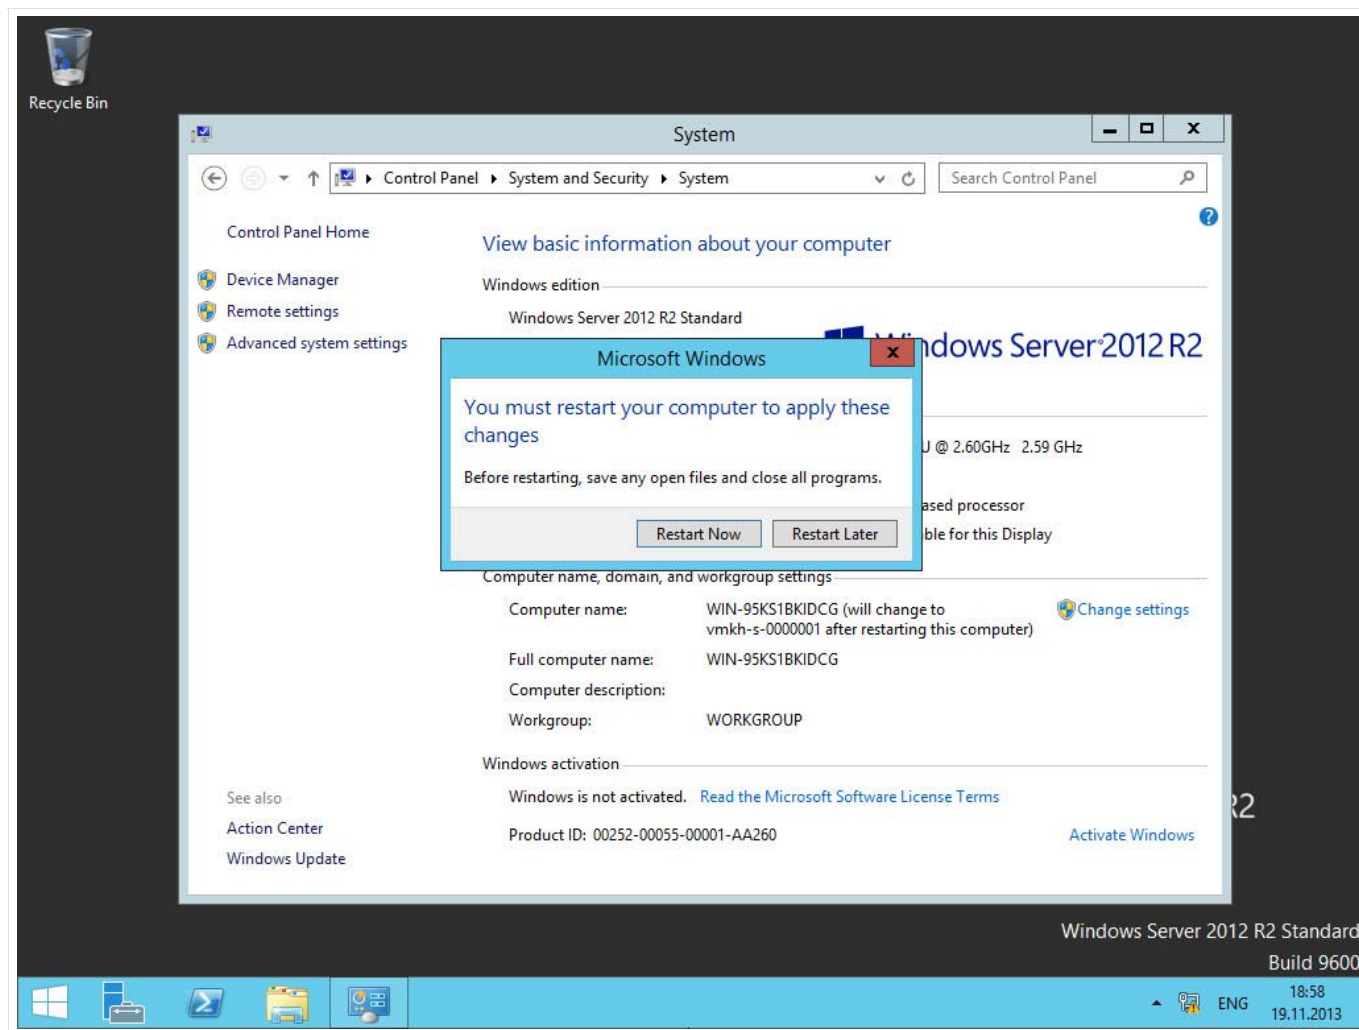 Recycle Bin
System
Control Panel System and Security System
Search Control Panel
Control Panel Home
Device Manager
Remote settings
Advanced system settings
View basic information about your computer
Windows edition
Windows Server 2012 R2 Standard
Server 2012 R2
Microsoft Windows
x
You must restart your computer to apply these
changes
Before restarting, save any open files and close all programs.
Restart Now
Restart Later
@ 2.60GHz 2.59 GHz
processor
for this Display
Computer name, domain, and workgroup settings
Computer name:
WIN-95KS1BKIDCG (will change to
vmkh-s-0000001 after restarting this computer)
Change settings
Full computer name:
WIN-95KS1BKIDCG
Computer description:
Workgroup:
WORKGROUP
Windows activation
Windows is not activated. Read the Microsoft Software License Terms
Product ID: 00252-00055-00001-AA260
Activate Windows
See also
Action Center
Windows Update
R2
Windows Server 2012 R2 Standard
Build 9600
ENG
18:58
19.11.2013